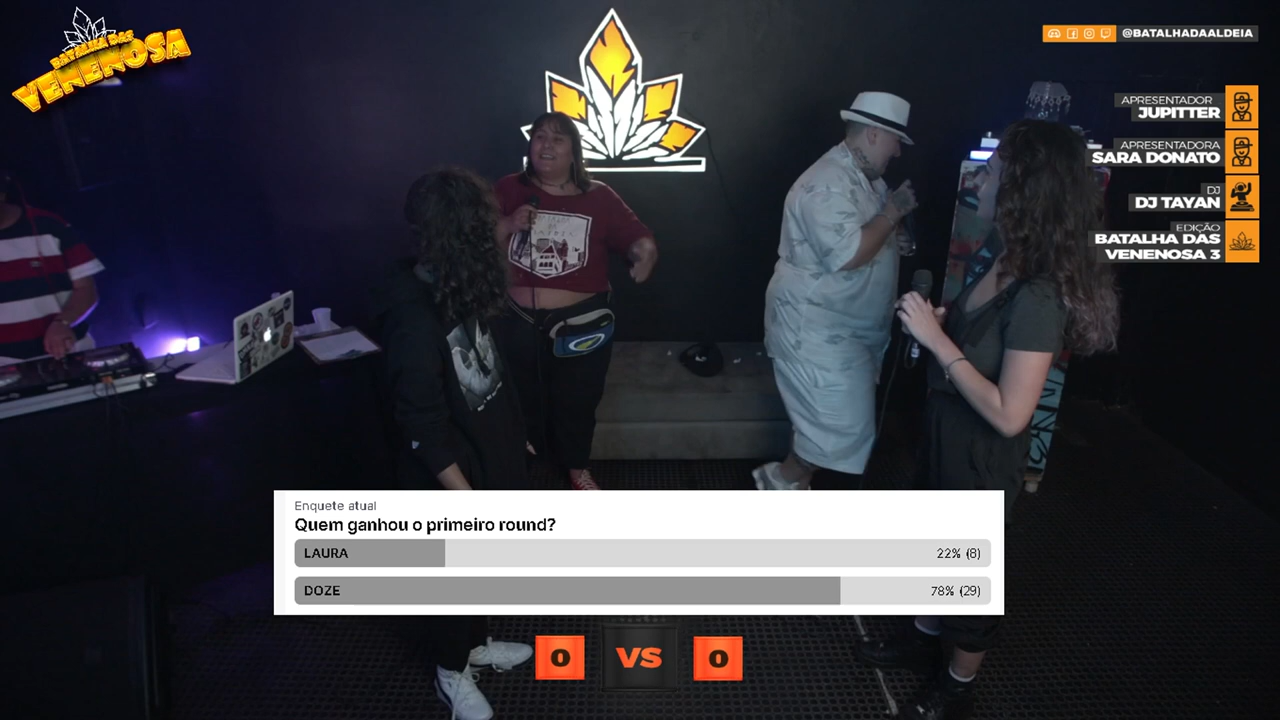 BATALHA DAS
VENENOSA
@BATALHADAALDEIA
APRESENTADOR
JUPITTER
APRESENTADORA
SARA DONATO
DJ
DJ TAYAN
EDIÇÃO
BATALHA DAS
VENENOSA 3
Enquete atual
Quem ganhou o primeiro round?
LAURA 22% (8)
DOZE 78% (29)
0 VS 0